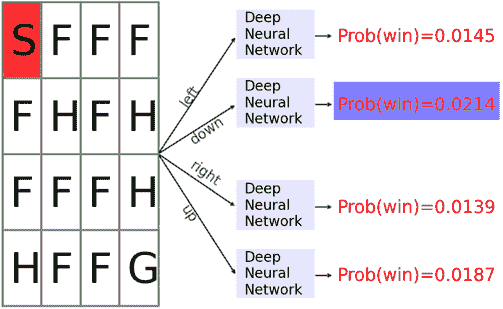 S F F F
F H F H
F F F H
H F F G
left
down
right
up
Deep
Neural
Network
Prob(win)=0.0145
Deep
Neural
Network
Prob(win)=0.0214
Deep
Neural
Network
Prob(win)=0.0139
Deep
Neural
Network
Prob(win)=0.0187